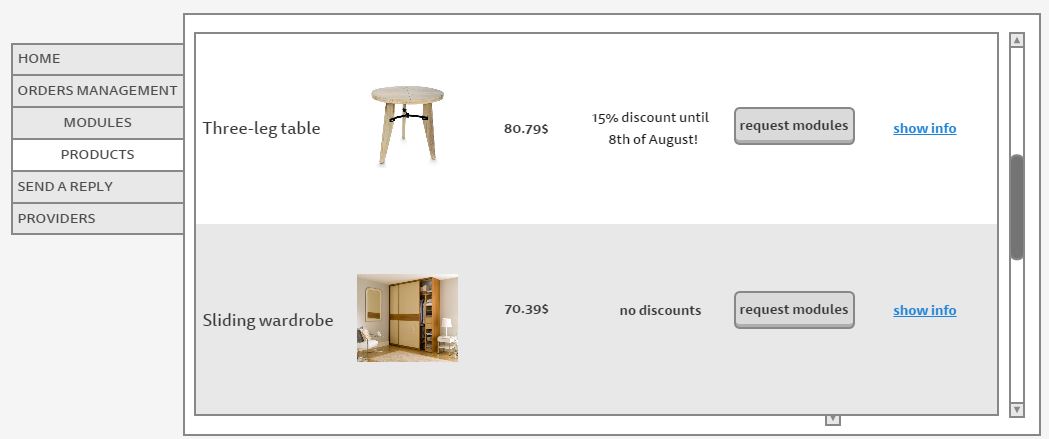 HOME
ORDERS MANAGEMENT
MODULES
PRODUCTS
SEND A REPLY
PROVIDERS
Three-leg table
80.79$
15% discount until
8th of August!
request modules
show info
Sliding wardrobe
70.39$
no discounts
request modules
show info